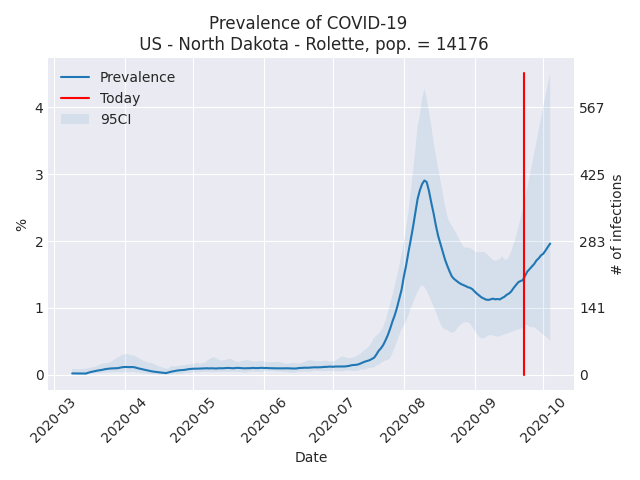 Prevalence of COVID-19
US - North Dakota - Rolette, pop. = 14176
Prevalence
Today
95CI
4
3
2
1
0
%
567
425
283
141
0
# of infections
2020-03
2020-04
2020-05
2020-06
2020-07
2020-08
2020-09
2020-10
Date